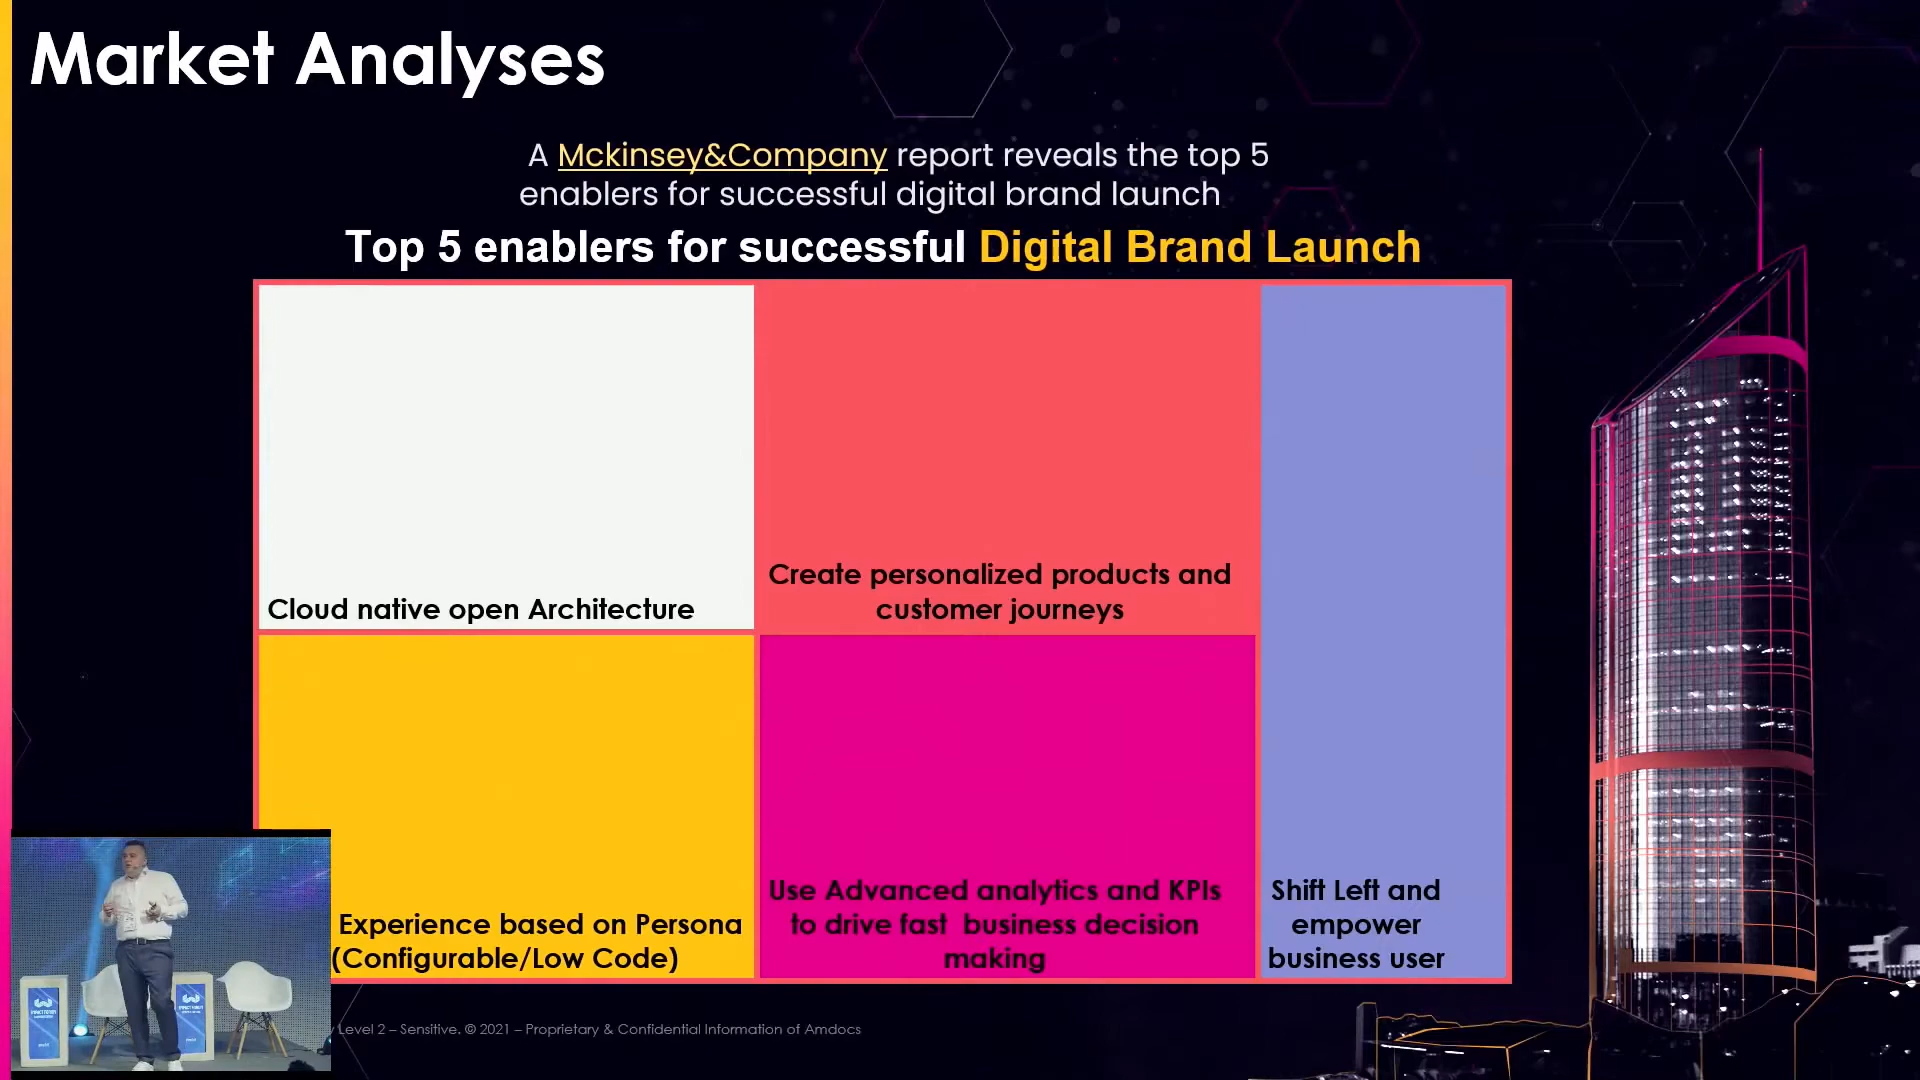 Market Analyses
A Mckinsey&Company report reveals the top 5
enablers for successful digital brand launch
Top 5 enablers for successful Digital Brand Launch
Cloud native open Architecture
Create personalized products and
customer journeys
Experience based on Persona
(Configurable/Low Code)
Use Advanced analytics and KPIs
to drive fast  business decision
making
Shift Left and
empower
business user
Level 2 – Sensitive. © 2021 – Proprietary & Confidential Information of Amdocs